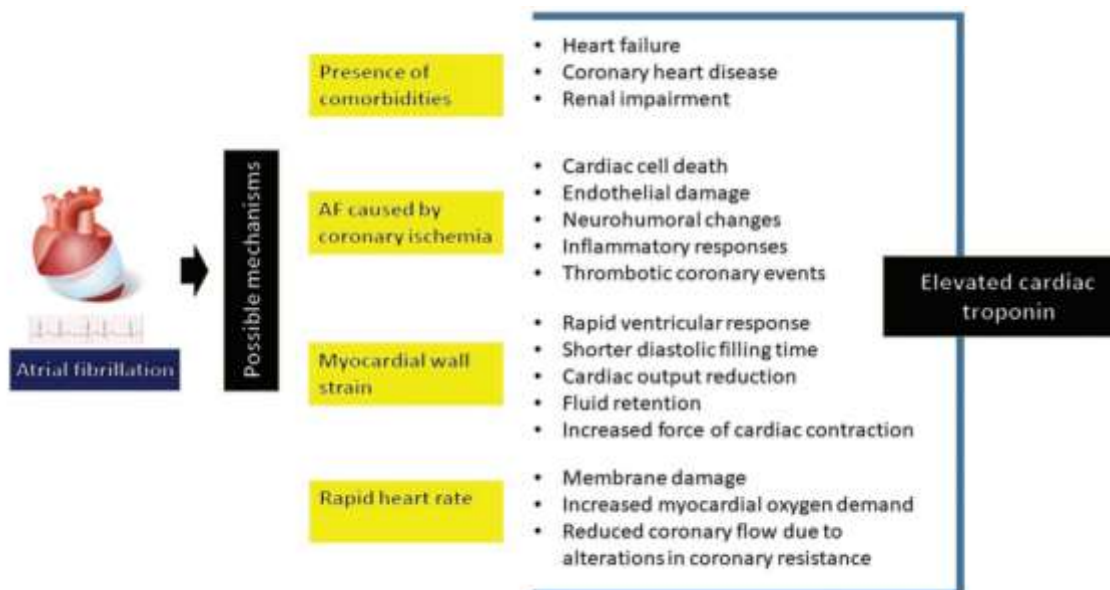 Atrial fibrillation
Possible mechanisms
Presence of
comorbidities
• Heart failure
• Coronary heart disease
• Renal impairment
AF caused by
coronary ischemia
• Cardiac cell death
• Endothelial damage
• Neurohumoral changes
• Inflammatory responses
• Thrombotic coronary events
Myocardial wall
strain
• Rapid ventricular response
• Shorter diastolic filling time
• Cardiac output reduction
• Fluid retention
• Increased force of cardiac contraction
Rapid heart rate
• Membrane damage
• Increased myocardial oxygen demand
• Reduced coronary flow due to
alterations in coronary resistance
Elevated cardiac
troponin